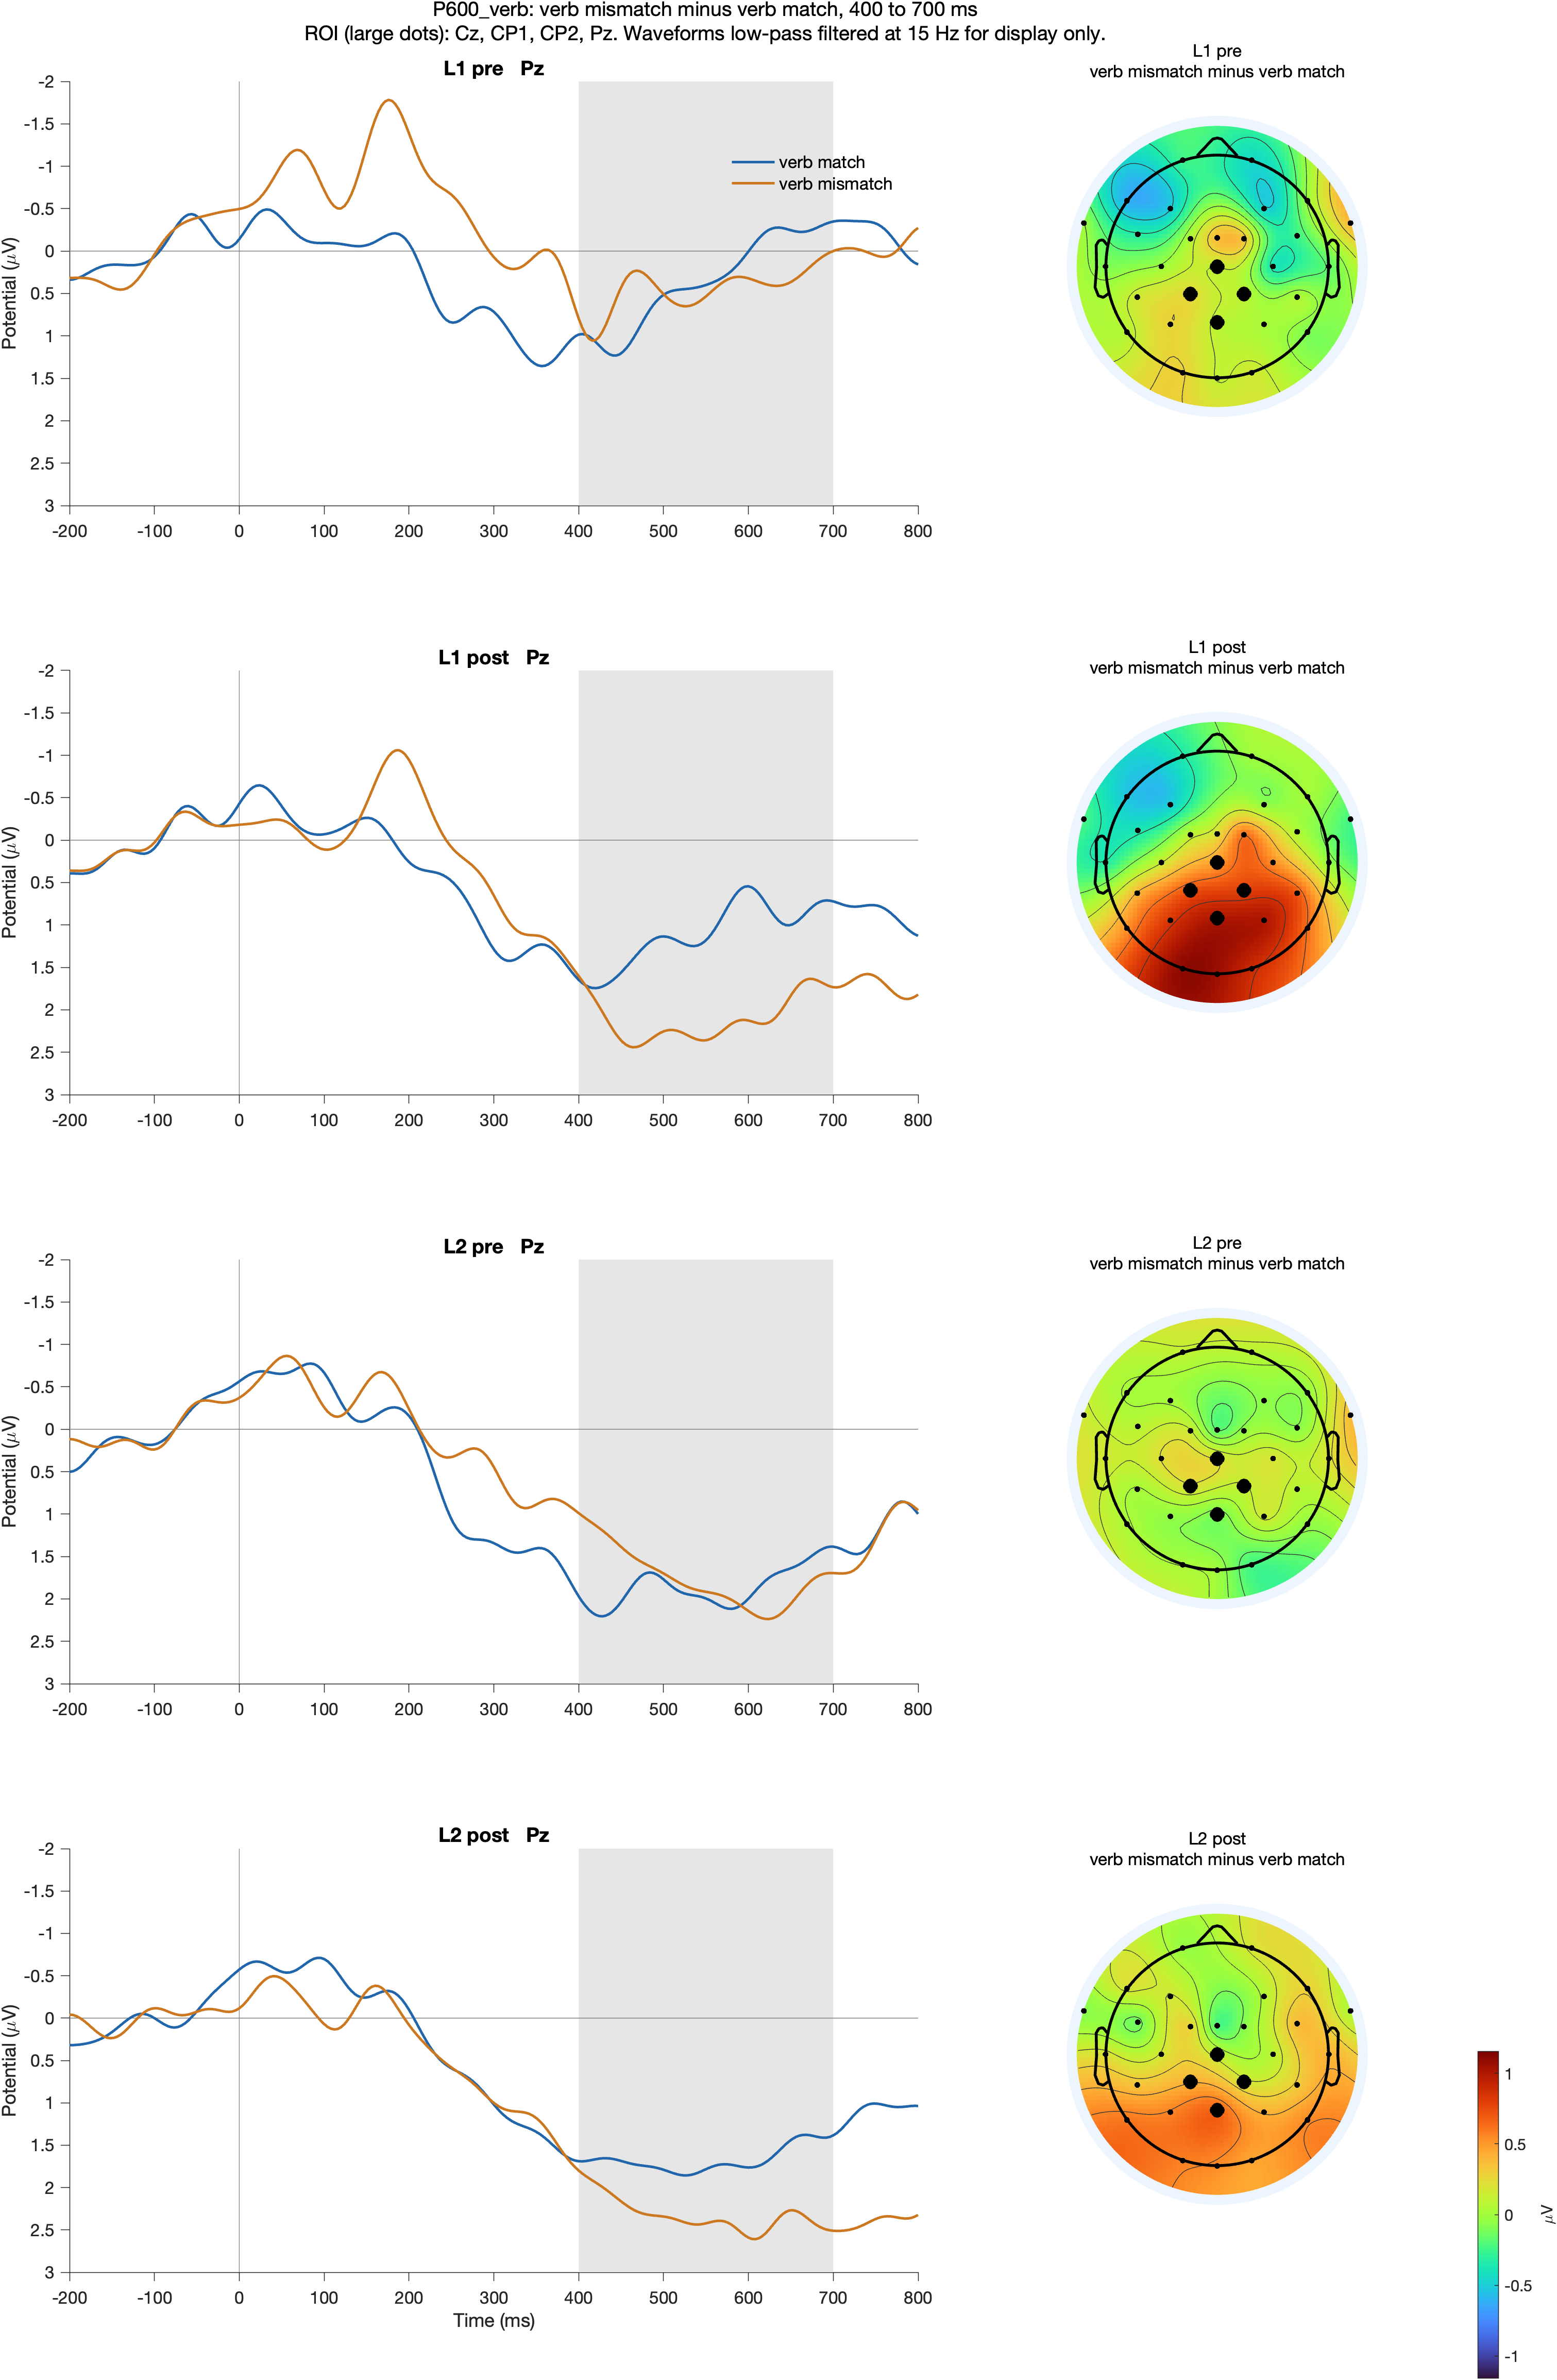 P600_verb: verb mismatch minus verb match, 400 to 700 ms
ROI (large dots): Cz, CP1, CP2, Pz. Waveforms low-pass filtered at 15 Hz for display only.
L1 pre Pz
-2
-1.5
-1
-0.5
0
0.5
1
1.5
2
2.5
3
Potential (μV)
-200 -100 0 100 200 300 400 500 600 700 800
verb match
verb mismatch
L1 pre
verb mismatch minus verb match
L1 post Pz
-2
-1.5
-1
-0.5
0
0.5
1
1.5
2
2.5
3
Potential (μV)
-200 -100 0 100 200 300 400 500 600 700 800
L1 post
verb mismatch minus verb match
L2 pre Pz
-2
-1.5
-1
-0.5
0
0.5
1
1.5
2
2.5
3
Potential (μV)
-200 -100 0 100 200 300 400 500 600 700 800
L2 pre
verb mismatch minus verb match
L2 post Pz
-2
-1.5
-1
-0.5
0
0.5
1
1.5
2
2.5
3
Potential (μV)
-200 -100 0 100 200 300 400 500 600 700 800
Time (ms)
L2 post
verb mismatch minus verb match
1
0.5
0
-0.5
-1
μV